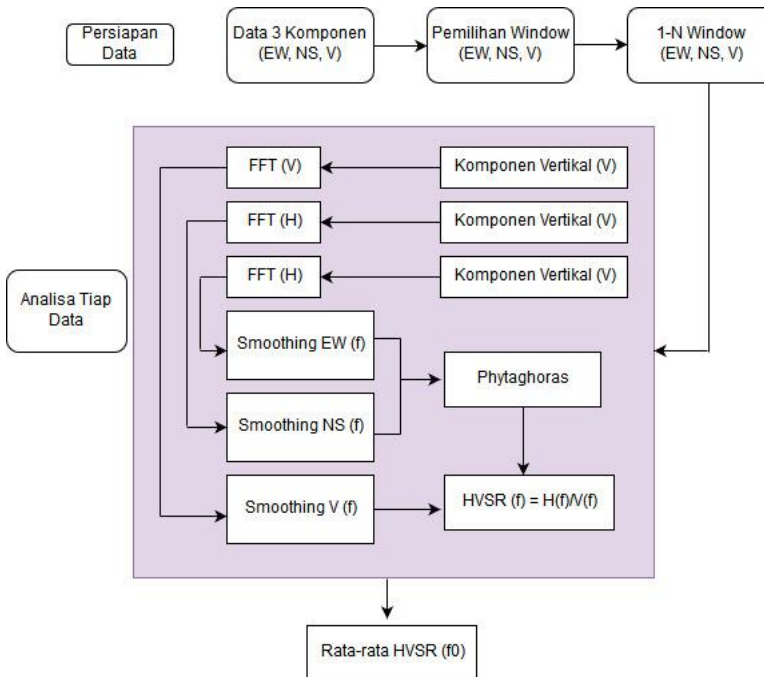 Persiapan
Data
Data 3 Komponen
(EW, NS, V)
Pemilihan Window
(EW, NS, V)
1-N Window
(EW, NS, V)
FFT (V)
Komponen Vertikal (V)
FFT (H)
Komponen Vertikal (V)
FFT (H)
Komponen Vertikal (V)
Analisa Tiap
Data
Smoothing EW (f)
Phytaghoras
Smoothing NS (f)
Smoothing V (f)
HVSR (f) = H(f)/V(f)
Rata-rata HVSR (f0)